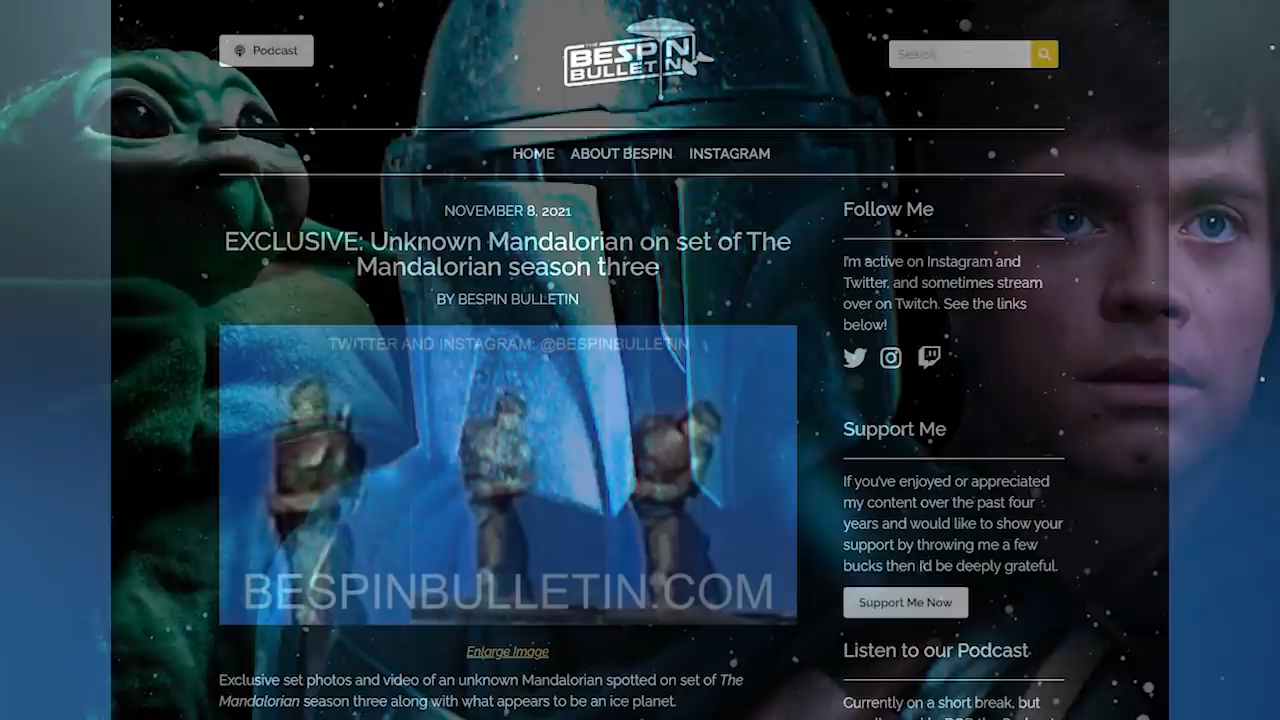 Podcast
THE
BESPIN
BULLETIN
Search...
HOME ABOUT BESPIN INSTAGRAM
NOVEMBER 8, 2021
EXCLUSIVE: Unknown Mandalorian on set of The
Mandalorian season three
BY BESPIN BULLETIN
TWITTER AND INSTAGRAM: @BESPINBULLETIN
BESPINBULLETIN.COM
Enlarge Image
Exclusive set photos and video of an unknown Mandalorian spotted on set of The
Mandalorian season three along with what appears to be an ice planet.
Follow Me
I'm active on Instagram and
Twitter, and sometimes stream
over on Twitch. See the links
below!
Support Me
If you've enjoyed or appreciated
my content over the past four
years and would like to show your
support by throwing me a few
bucks then I'd be deeply grateful.
Support Me Now
Listen to our Podcast
Currently on a short break, but